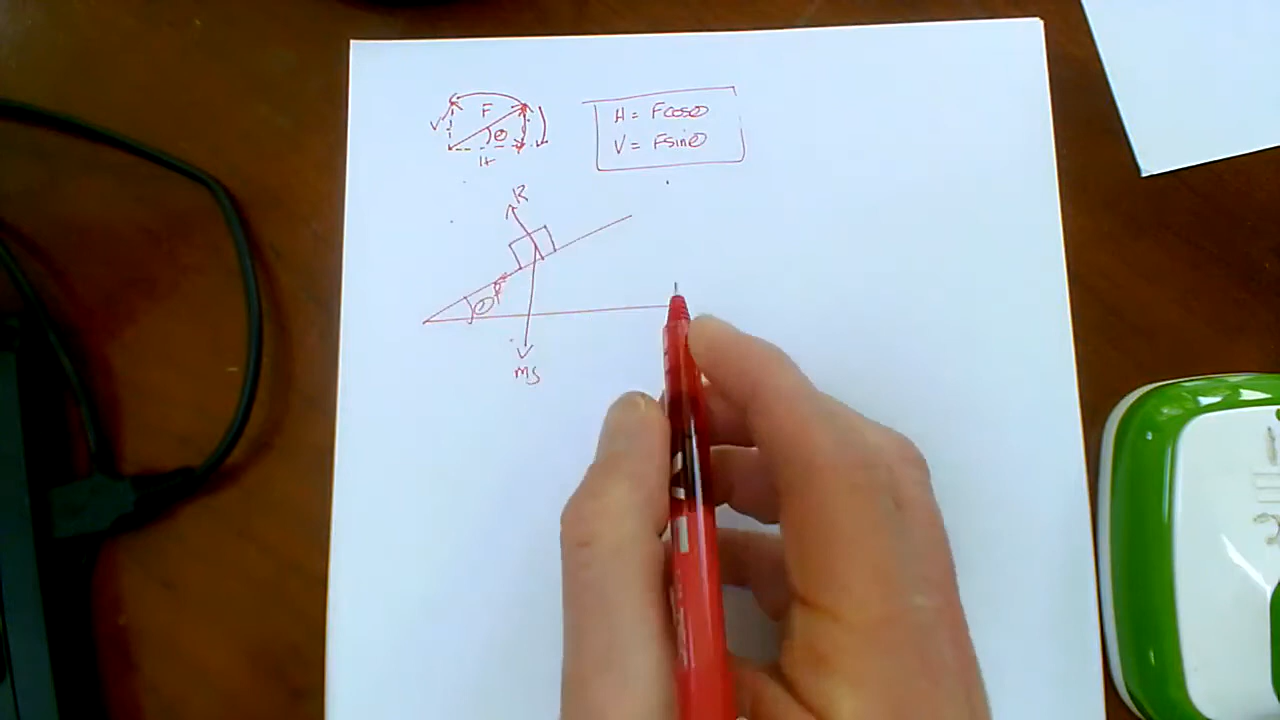 F
V
θ
H
H = Fcosθ
V = Fsinθ
R
θ
mg